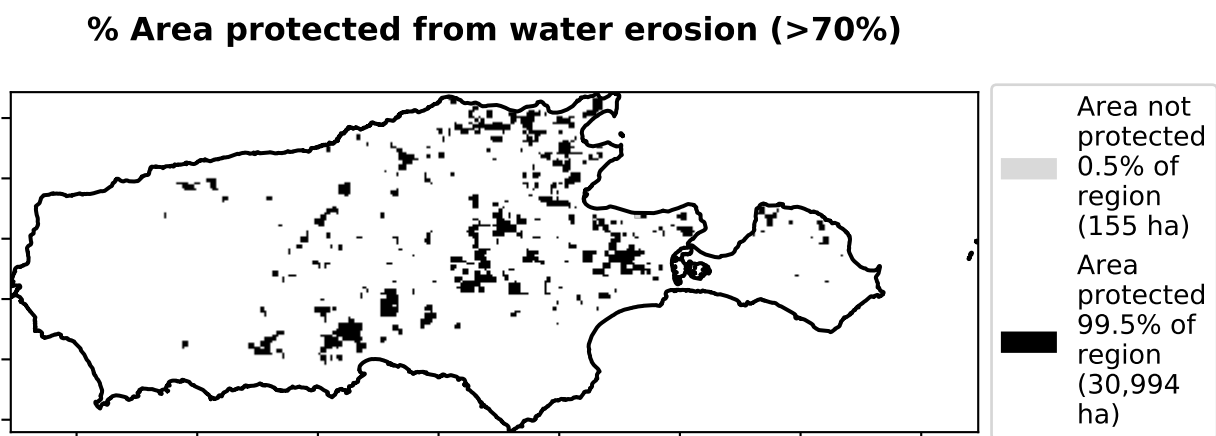 % Area protected from water erosion (>70%)
Area not
protected
0.5% of
region
(155 ha)
Area
protected
99.5% of
region
(30,994
ha)